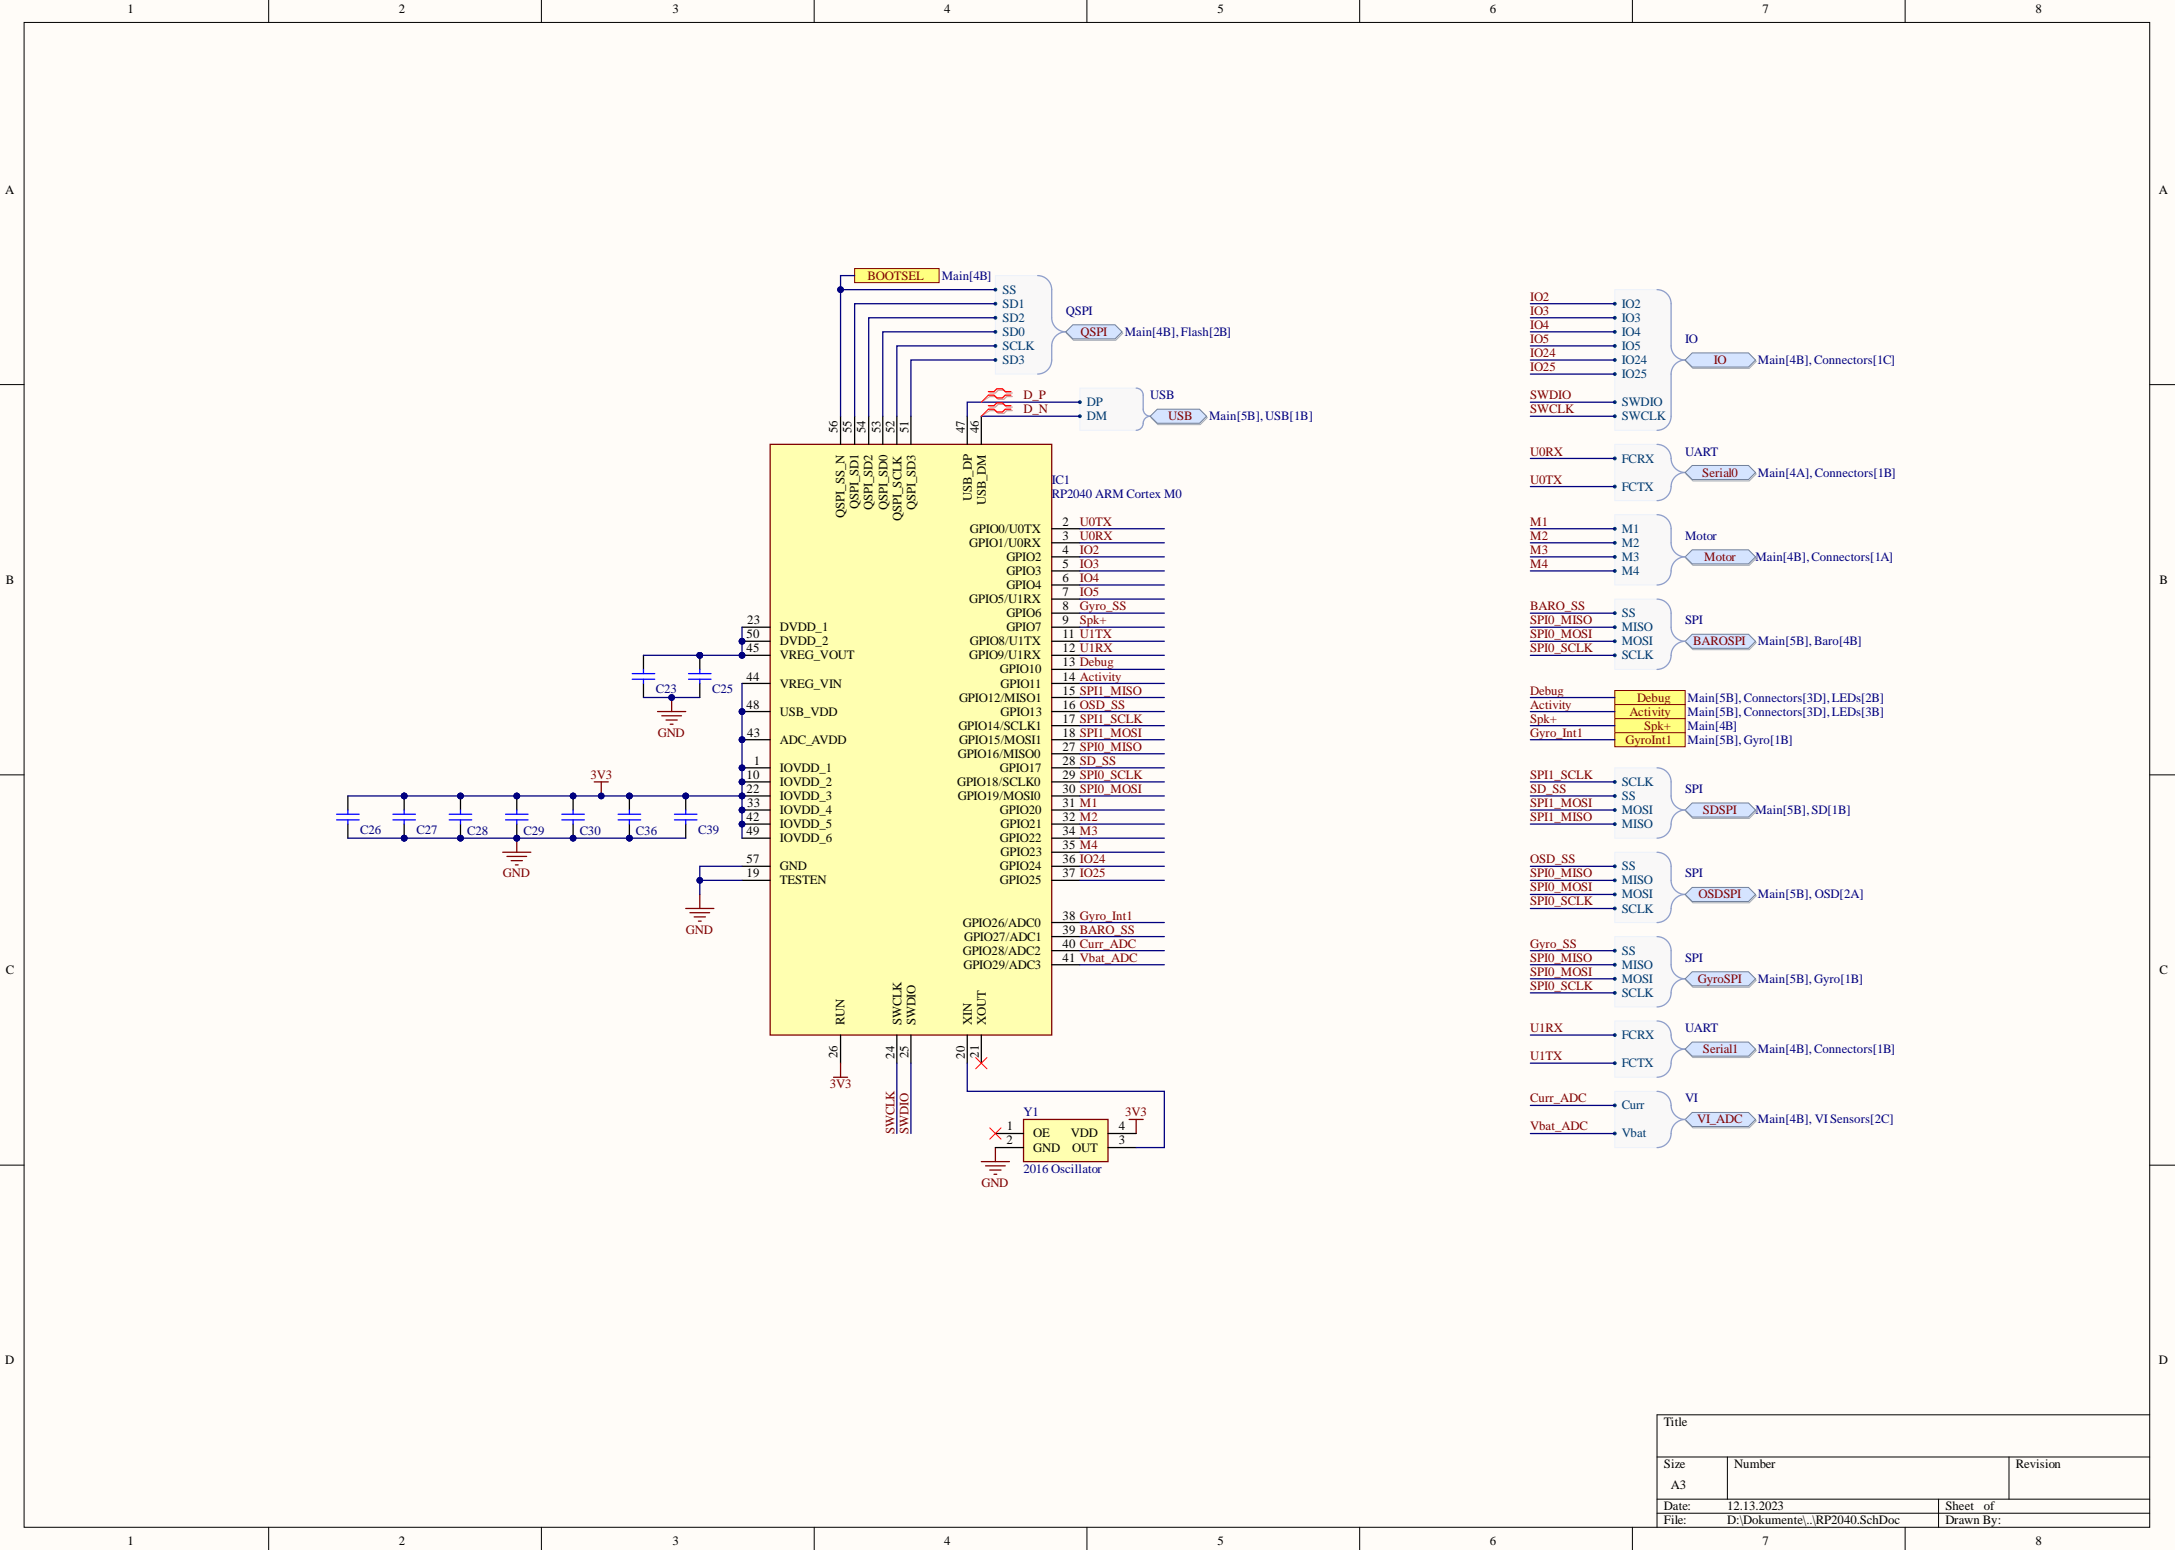 1 2 3 4 5 6 7 8
A A
BOOTSEL Main[4B]
SS
SD1
SD2
SD0
SCLK
SD3
QSPI
QSPI Main[4B], Flash[2B]
D_P DP
D_N DM
USB
USB Main[5B], USB[1B]
56 55 54 53 52 51 47 46
QSPI_SS_N QSPI_SD1 QSPI_SD2 QSPI_SD0 QSPI_SCLK QSPI_SD3 USB_DP USB_DM
IC1
RP2040 ARM Cortex M0
GPIO0/U0TX 2 U0TX
GPIO1/U0RX 3 U0RX
GPIO2 4 IO2
GPIO3 5 IO3
GPIO4 6 IO4
GPIO5/U1RX 7 IO5
GPIO6 8 Gyro_SS
GPIO7 9 Spk+
GPIO8/U1TX 11 U1TX
GPIO9/U1RX 12 U1RX
GPIO10 13 Debug
GPIO11 14 Activity
GPIO12/MISO1 15 SPI1_MISO
GPIO13 16 OSD_SS
GPIO14/SCLK1 17 SPI1_SCLK
GPIO15/MOSI1 18 SPI1_MOSI
GPIO16/MISO0 27 SPI0_MISO
GPIO17 28 SD_SS
GPIO18/SCLK0 29 SPI0_SCLK
GPIO19/MOSI0 30 SPI0_MOSI
GPIO20 31 M1
GPIO21 32 M2
GPIO22 34 M3
GPIO23 35 M4
GPIO24 36 IO24
GPIO25 37 IO25
GPIO26/ADC0 38 Gyro_Int1
GPIO27/ADC1 39 BARO_SS
GPIO28/ADC2 40 Curr_ADC
GPIO29/ADC3 41 Vbat_ADC
23 DVDD_1
50 DVDD_2
45 VREG_VOUT
44 VREG_VIN
48 USB_VDD
43 ADC_AVDD
1 IOVDD_1
10 IOVDD_2
22 IOVDD_3
33 IOVDD_4
42 IOVDD_5
49 IOVDD_6
57 GND
19 TESTEN
C23 C25
GND
3V3
C26 C27 C28 C29 C30 C36 C39
GND
GND
RUN SWCLK SWDIO XIN XOUT
26 24 25 20 21
3V3
SWCLK SWDIO
Y1
3V3
1 OE VDD 4
2 GND OUT 3
2016 Oscillator
GND
IO2 IO2
IO3 IO3
IO4 IO4
IO5 IO5
IO24 IO24
IO25 IO25
SWDIO SWDIO
SWCLK SWCLK
IO
IO Main[4B], Connectors[1C]
U0RX FCRX
U0TX FCTX
UART
Serial0 Main[4A], Connectors[1B]
M1 M1
M2 M2
M3 M3
M4 M4
Motor
Motor Main[4B], Connectors[1A]
BARO_SS SS
SPI0_MISO MISO
SPI0_MOSI MOSI
SPI0_SCLK SCLK
SPI
BAROSPI Main[5B], Baro[4B]
Debug Debug Main[5B], Connectors[3D], LEDs[2B]
Activity Activity Main[5B], Connectors[3D], LEDs[3B]
Spk+ Spk+ Main[4B]
Gyro_Int1 GyroInt1 Main[5B], Gyro[1B]
SPI1_SCLK SCLK
SD_SS SS
SPI1_MOSI MOSI
SPI1_MISO MISO
SPI
SDSPI Main[5B], SD[1B]
OSD_SS SS
SPI0_MISO MISO
SPI0_MOSI MOSI
SPI0_SCLK SCLK
SPI
OSDSPI Main[5B], OSD[2A]
Gyro_SS SS
SPI0_MISO MISO
SPI0_MOSI MOSI
SPI0_SCLK SCLK
SPI
GyroSPI Main[5B], Gyro[1B]
U1RX FCRX
U1TX FCTX
UART
Serial1 Main[4B], Connectors[1B]
Curr_ADC Curr
Vbat_ADC Vbat
VI
VI_ADC Main[4B], VI Sensors[2C]
B B
C C
D D
Title
Size Number Revision
A3
Date: 12.13.2023 Sheet of
File: D:\Dokumente\..\RP2040.SchDoc Drawn By:
1 2 3 4 5 6 7 8